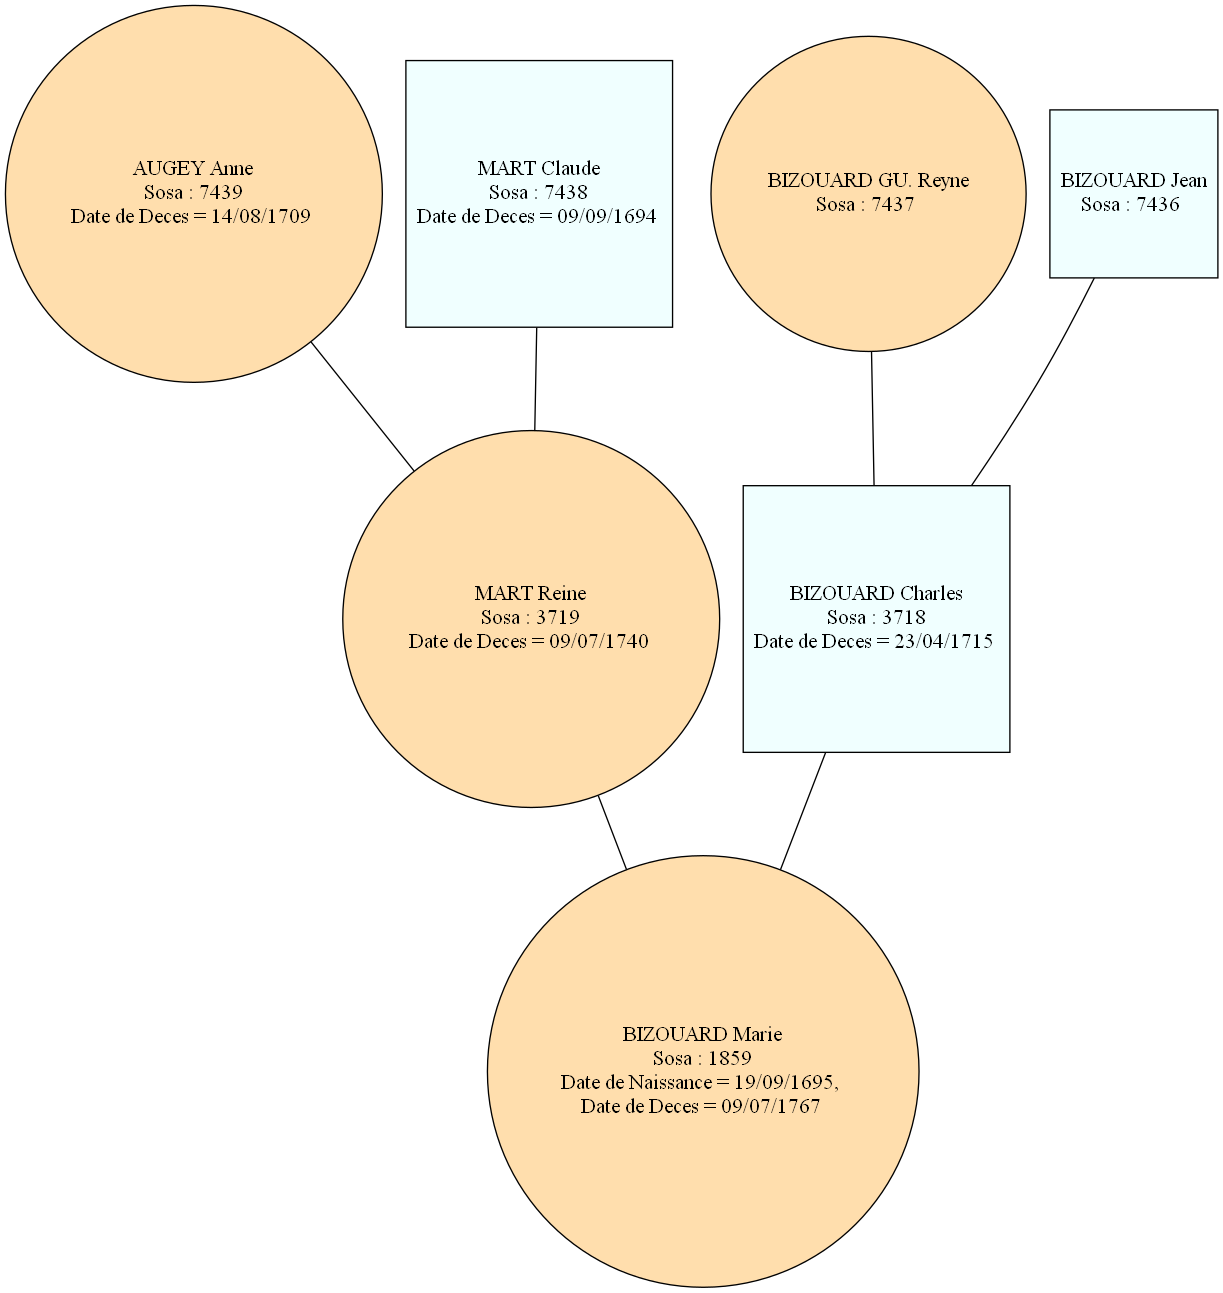 AUGEY Anne
Sosa : 7439
Date de Deces = 14/08/1709
MART Claude
Sosa : 7438
Date de Deces = 09/09/1694
BIZOUARD GU. Reyne
Sosa : 7437
BIZOUARD Jean
Sosa : 7436
MART Reine
Sosa : 3719
Date de Deces = 09/07/1740
BIZOUARD Charles
Sosa : 3718
Date de Deces = 23/04/1715
BIZOUARD Marie
Sosa : 1859
Date de Naissance = 19/09/1695,
Date de Deces = 09/07/1767